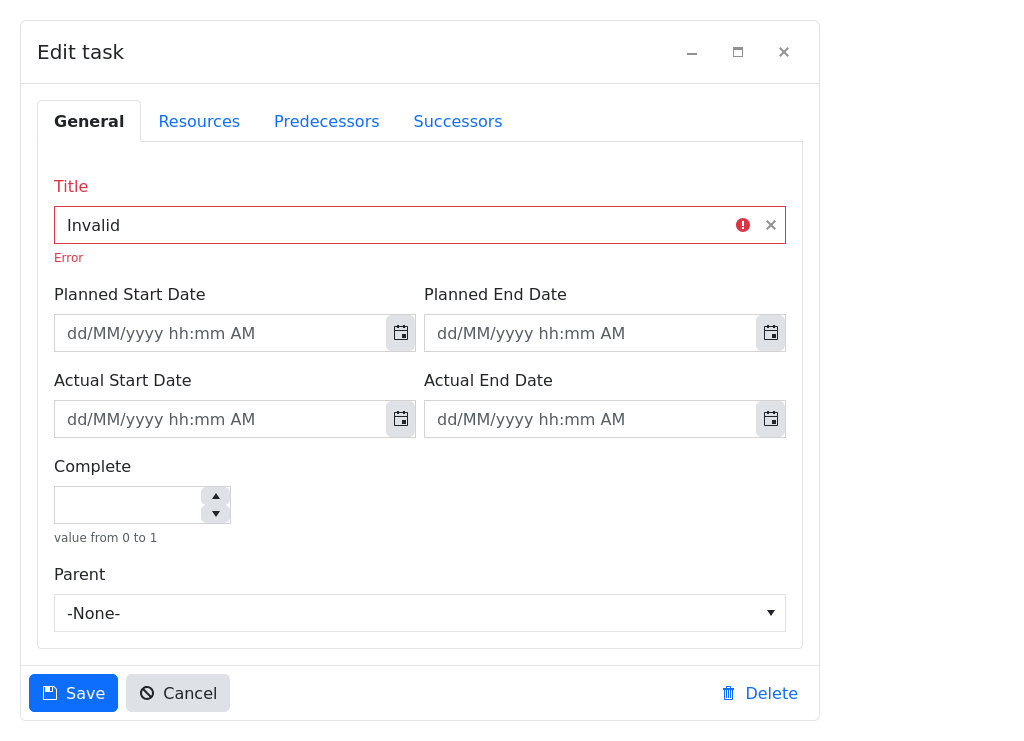 Edit task
General Resources Predecessors Successors
Title
Invalid
Error
Planned Start Date Planned End Date
dd/MM/yyyy hh:mm AM dd/MM/yyyy hh:mm AM
Actual Start Date Actual End Date
dd/MM/yyyy hh:mm AM dd/MM/yyyy hh:mm AM
Complete
value from 0 to 1
Parent
-None-
Save Cancel Delete